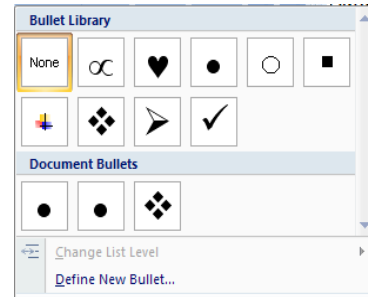 Bullet Library
None
Document Bullets
Change List Level
Define New Bullet...